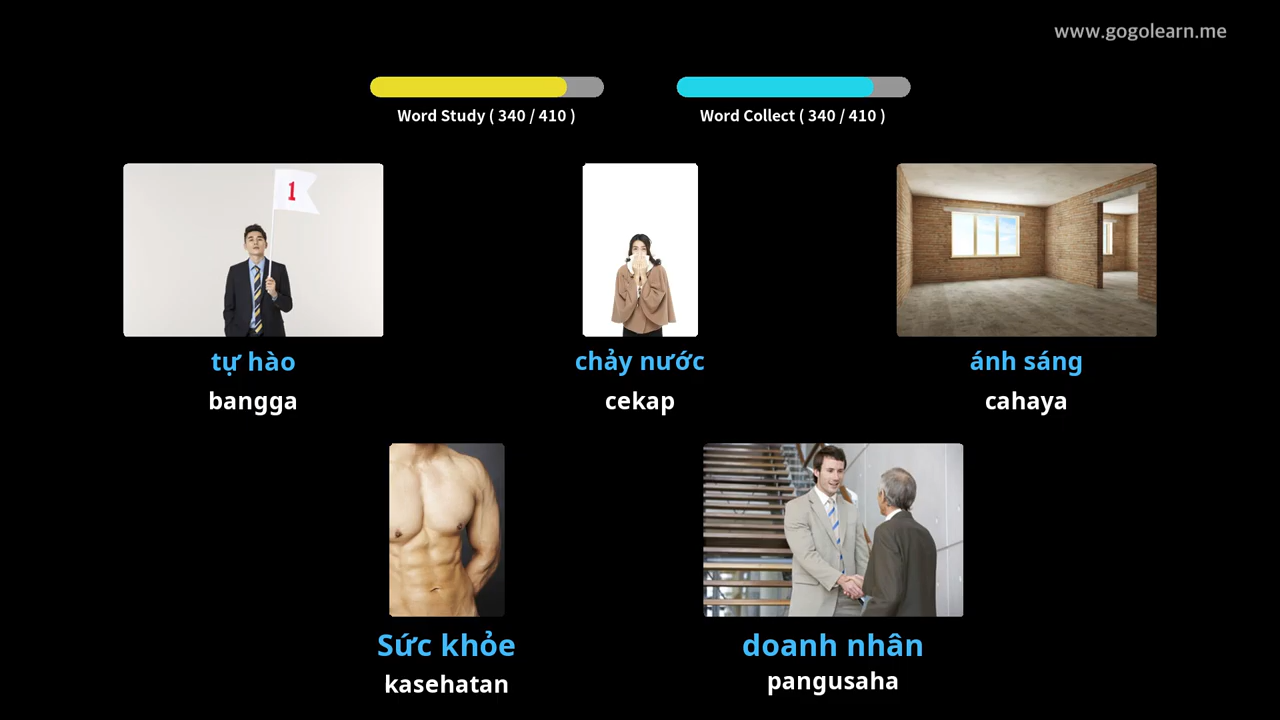 www.gogolearn.me
Word Study ( 340 / 410 )
Word Collect ( 340 / 410 )
1
tự hào
bangga
chảy nước
cekap
ánh sáng
cahaya
Sức khỏe
kasehatan
doanh nhân
pangusaha